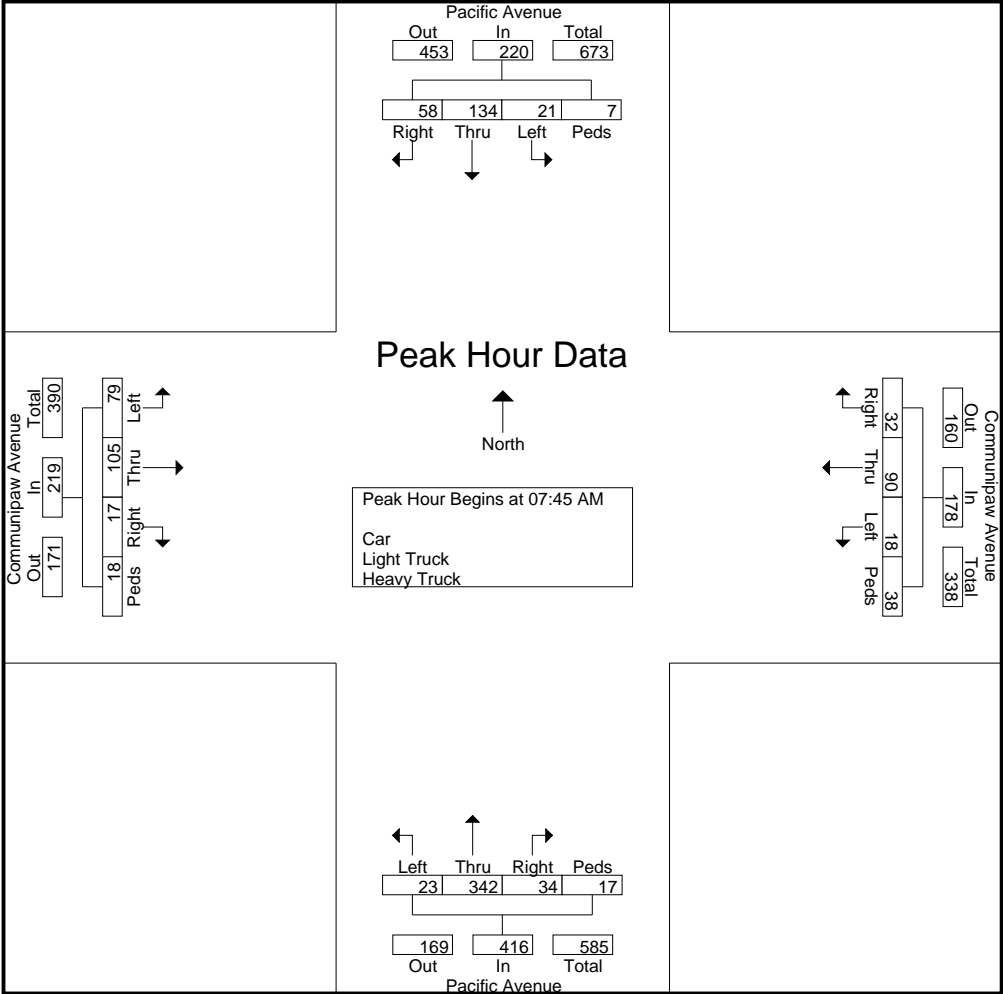 Pacific Avenue
Out In Total
453 220 673
58 134 21 7
Right Thru Left Peds
Peak Hour Data
North
Peak Hour Begins at 07:45 AM
Car
Light Truck
Heavy Truck
Communipaw Avenue
Total In Out
390 219 171
79 105 17 18
Left Thru Right Peds
Communipaw Avenue
Out In Total
160 178 338
32 90 18 38
Right Thru Left Peds
Left Thru Right Peds
23 342 34 17
169 416 585
Out In Total
Pacific Avenue